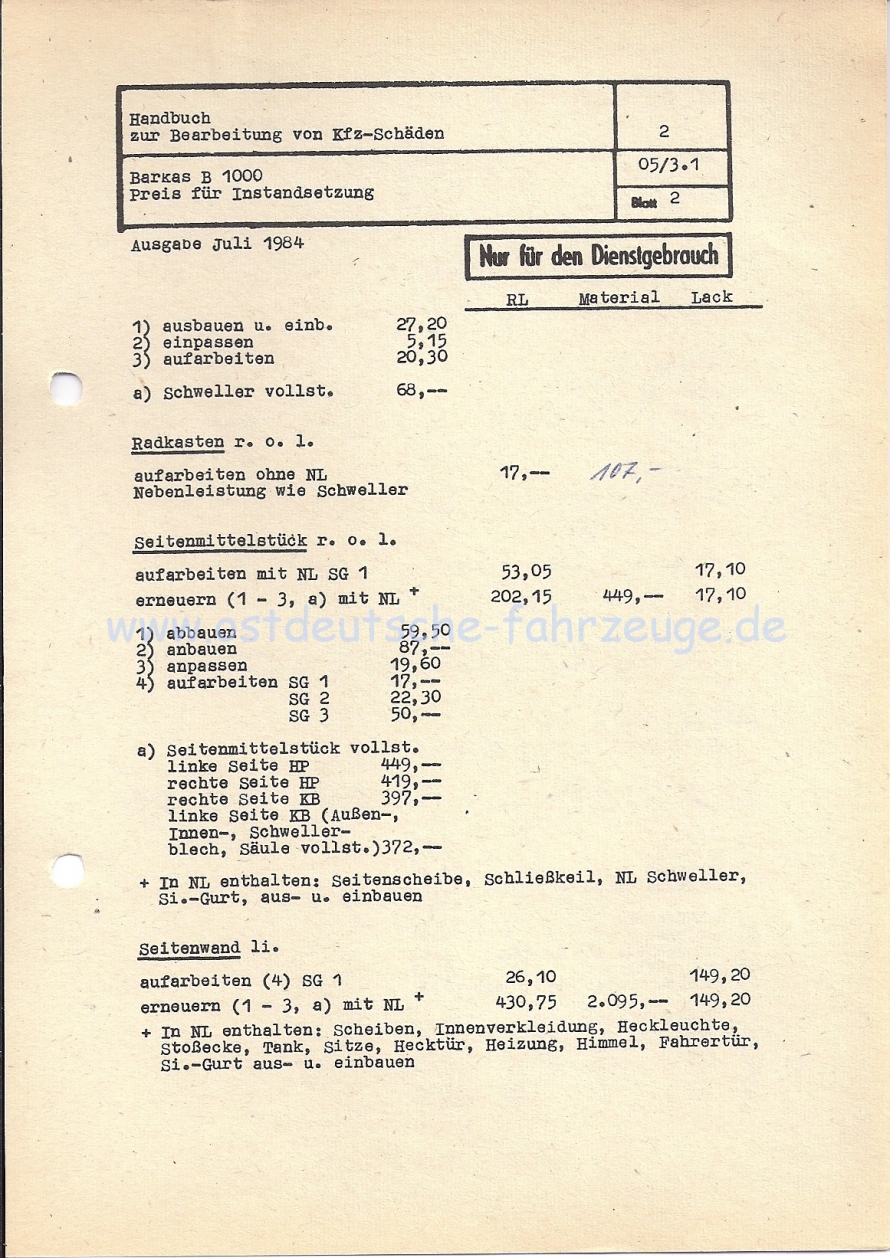 Handbuch
zur Bearbeitung von Kfz-Schäden
2
Barkas B 1000
Preis für Instandsetzung
05/3.1
Blatt 2
Ausgabe Juli 1984
Nur für den Dienstgebrauch
RL Material Lack
1) ausbauen u. einb. 27,20
2) einpassen 5,15
3) aufarbeiten 20,30
a) Schweller vollst. 68,--
Radkasten r. o. l.
aufarbeiten ohne NL 17,-- 107,-
Nebenleistung wie Schweller
Seitenmittelstück r. o. l.
aufarbeiten mit NL SG 1 53,05 17,10
erneuern (1 - 3, a) mit NL + 202,15 449,-- 17,10
www.ostdeutsche-fahrzeuge.de
1) abbauen 59,50
2) anbauen 87,--
3) anpassen 19,60
4) aufarbeiten SG 1 17,--
SG 2 22,30
SG 3 50,--
a) Seitenmittelstück vollst.
linke Seite HP 449,--
rechte Seite HP 419,--
rechte Seite KB 397,--
linke Seite KB (Außen-,
Innen-, Schweller-
blech, Säule vollst.)372,--
+ In NL enthalten: Seitenscheibe, Schließkeil, NL Schweller,
Si.-Gurt, aus- u. einbauen
Seitenwand li.
aufarbeiten (4) SG 1 26,10 149,20
erneuern (1 - 3, a) mit NL + 430,75 2.095,-- 149,20
+ In NL enthalten: Scheiben, Innenverkleidung, Heckleuchte,
Stoßecke, Tank, Sitze, Hecktür, Heizung, Himmel, Fahrertür,
Si.-Gurt aus- u. einbauen